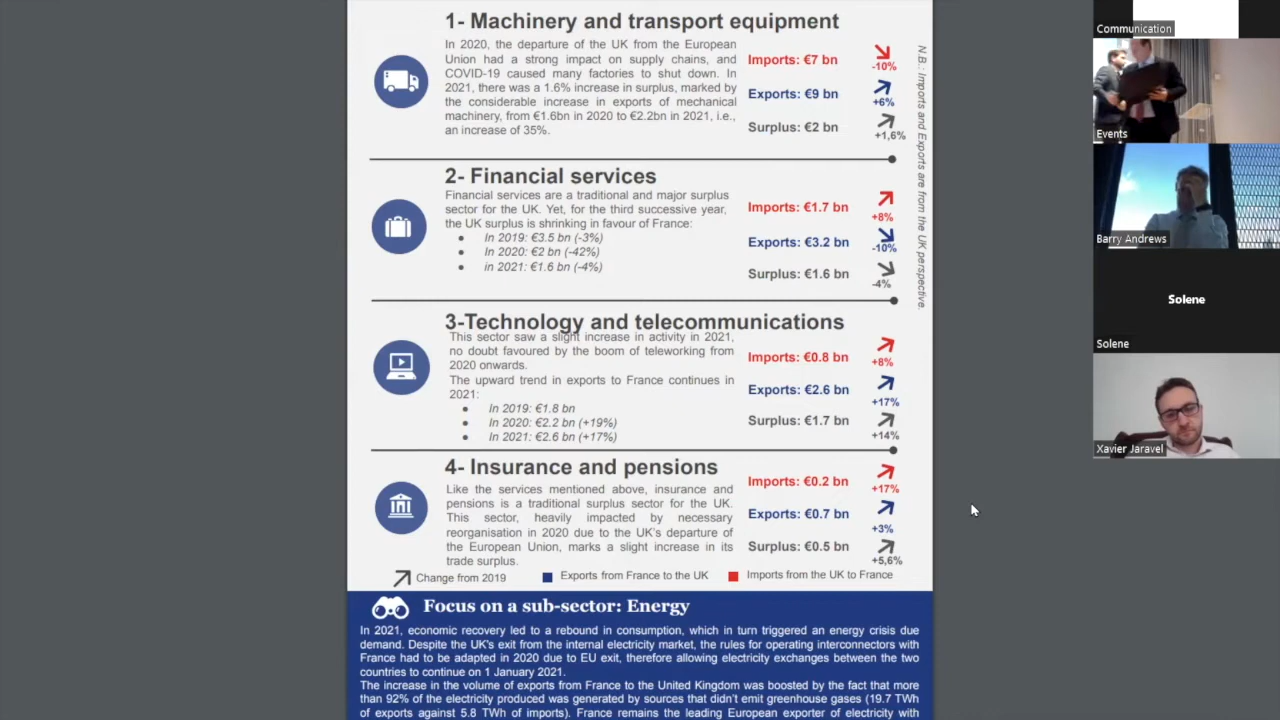 1- Machinery and transport equipment
In 2020, the departure of the UK from the European
Union had a strong impact on supply chains, and
COVID-19 caused many factories to shut down. In
2021, there was a 1.6% increase in surplus, marked by
the considerable increase in exports of mechanical
machinery, from €1.6bn in 2020 to €2.2bn in 2021, i.e.,
an increase of 35%.
Imports: €7 bn
-10%
Exports: €9 bn
+6%
Surplus: €2 bn
+1,6%
N.B.: Imports and Exports are from the UK perspective.
2- Financial services
Financial services are a traditional and major surplus
sector for the UK. Yet, for the third successive year,
the UK surplus is shrinking in favour of France:
● In 2019: €3.5 bn (-3%)
● In 2020: €2 bn (-42%)
● in 2021: €1.6 bn (-4%)
Imports: €1.7 bn
+8%
Exports: €3.2 bn
-10%
Surplus: €1.6 bn
-4%
3-Technology and telecommunications
This sector saw a slight increase in activity in 2021,
no doubt favoured by the boom of teleworking from
2020 onwards.
The upward trend in exports to France continues in
2021:
● In 2019: €1.8 bn
● In 2020: €2.2 bn (+19%)
● In 2021: €2.6 bn (+17%)
Imports: €0.8 bn
+8%
Exports: €2.6 bn
+17%
Surplus: €1.7 bn
+14%
4- Insurance and pensions
Like the services mentioned above, insurance and
pensions is a traditional surplus sector for the UK.
This sector, heavily impacted by necessary
reorganisation in 2020 due to the UK's departure of
the European Union, marks a slight increase in its
trade surplus.
Imports: €0.2 bn
+17%
Exports: €0.7 bn
+3%
Surplus: €0.5 bn
+5,6%
Change from 2019
Exports from France to the UK
Imports from the UK to France
Focus on a sub-sector: Energy
In 2021, economic recovery led to a rebound in consumption, which in turn triggered an energy crisis due
demand. Despite the UK's exit from the internal electricity market, the rules for operating interconnectors with
France had to be adapted in 2020 due to EU exit, therefore allowing electricity exchanges between the two
countries to continue on 1 January 2021.
The increase in the volume of exports from France to the United Kingdom was boosted by the fact that more
than 92% of the electricity produced was generated by sources that didn't emit greenhouse gases (19.7 TWh
of exports against 5.8 TWh of imports). France remains the leading European exporter of electricity with
Communication
Events
Barry Andrews
Solene
Solene
Xavier Jaravel